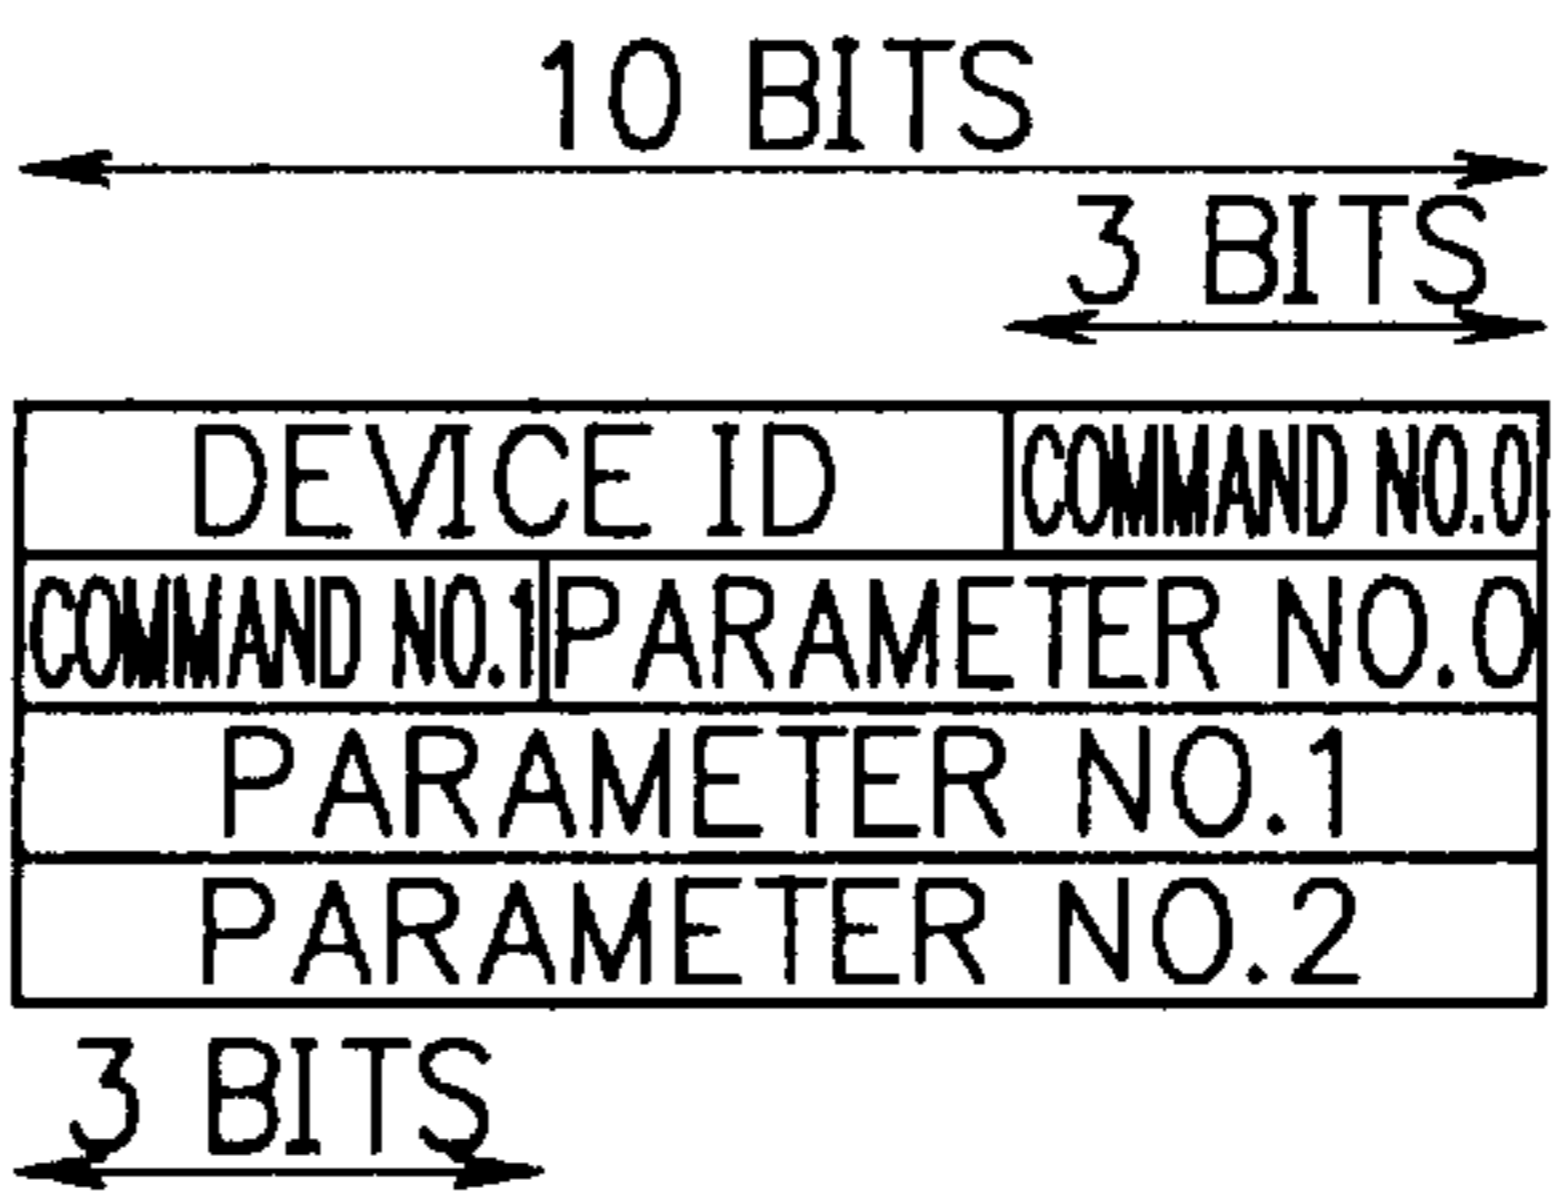 10 BITS
3 BITS
DEVICE ID COMMAND NO.0
COMMAND NO.1 PARAMETER NO.0
PARAMETER NO.1
PARAMETER NO.2
3 BITS